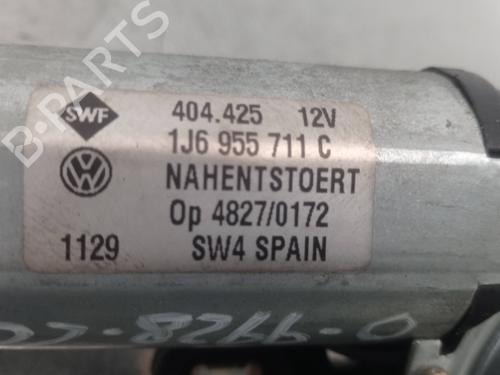 B-PARTS
SWF 404.425 12V
1J6 955 711 C
NAHENTSTOERT
Op 4827/0172
1129 SW4 SPAIN